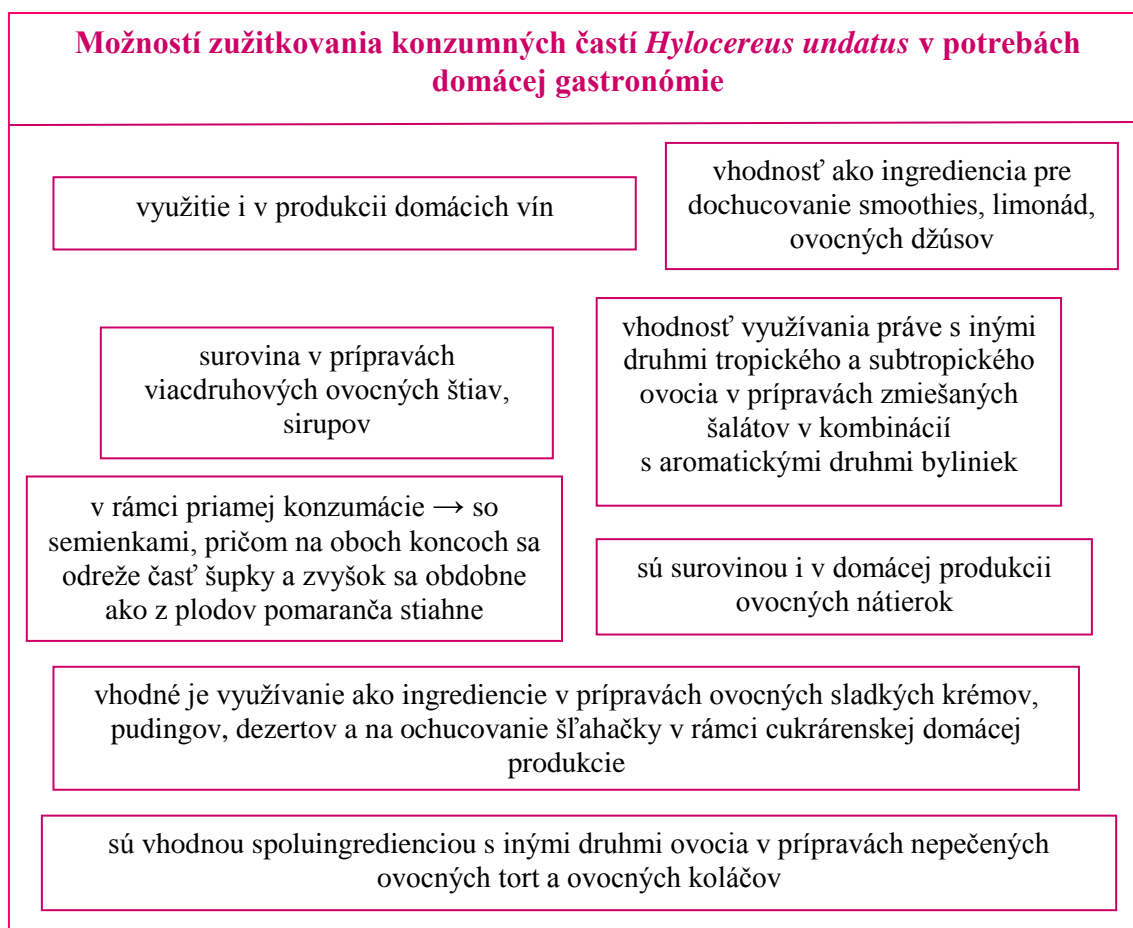 Možností zužitkovania konzumných častí Hylocereus undatus v potrebách
domácej gastronómie
využitie i v produkcii domácich vín
vhodnosť ako ingrediencia pre
dochucovanie smoothies, limonád,
ovocných džúsov
surovina v prípravách
viacdruhových ovocných štiav,
sirupov
vhodnosť využívania práve s inými
druhmi tropického a subtropického
ovocia v prípravách zmiešaných
šalátov v kombinácií
s aromatickými druhmi byliniek
v rámci priamej konzumácie → so
semienkami, pričom na oboch koncoch sa
odreže časť šupky a zvyšok sa obdobne
ako z plodov pomaranča stiahne
sú surovinou i v domácej produkcii
ovocných nátierok
vhodné je využívanie ako ingrediencie v prípravách ovocných sladkých krémov,
pudingov, dezertov a na ochucovanie šľahačky v rámci cukrárenskej domácej
produkcie
sú vhodnou spoluingredienciou s inými druhmi ovocia v prípravách nepečených
ovocných tort a ovocných koláčov